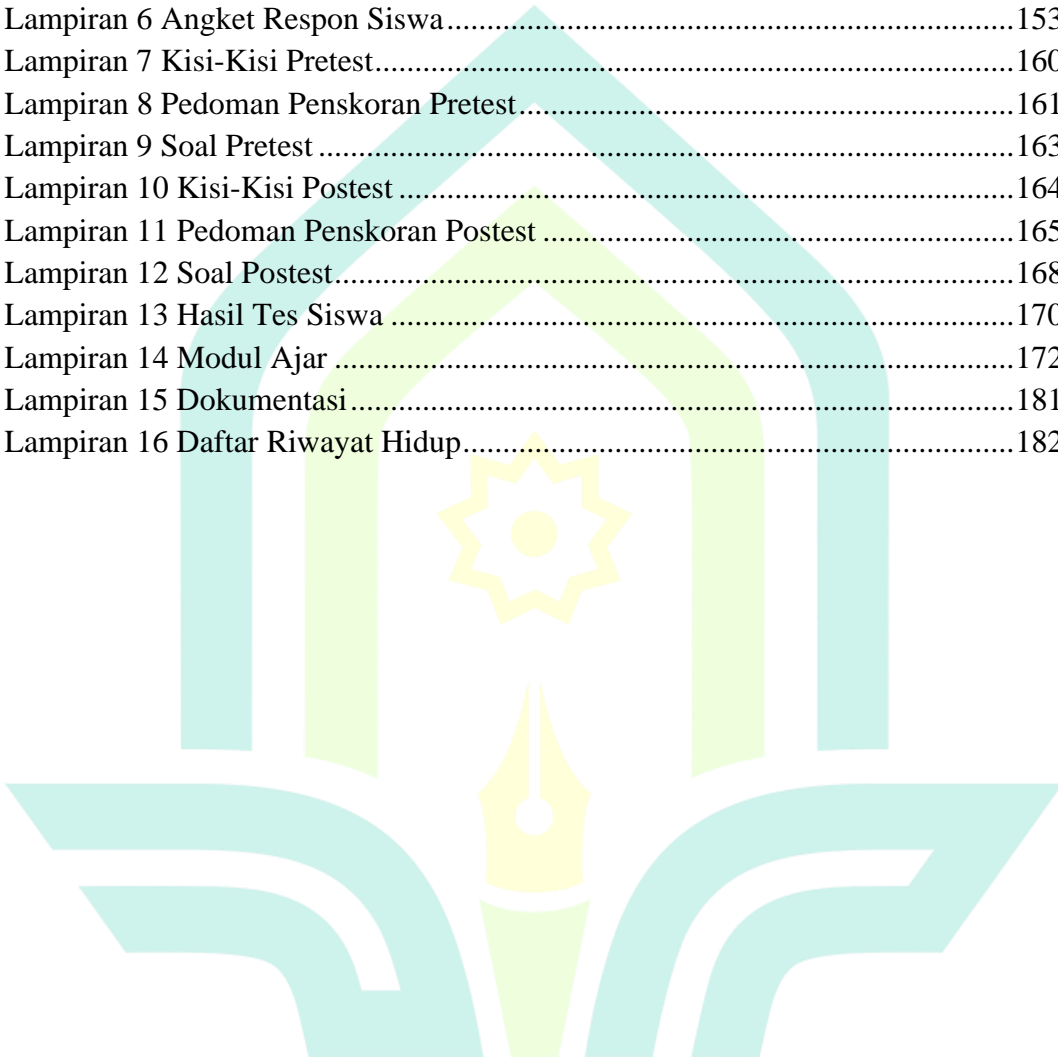 Lampiran 6 Angket Respon Siswa......................................................................153
Lampiran 7 Kisi-Kisi Pretest...............................................................................160
Lampiran 8 Pedoman Penskoran Pretest.............................................................161
Lampiran 9 Soal Pretest ......................................................................................163
Lampiran 10 Kisi-Kisi Postest ............................................................................164
Lampiran 11 Pedoman Penskoran Postest ..........................................................165
Lampiran 12 Soal Postest....................................................................................168
Lampiran 13 Hasil Tes Siswa .............................................................................170
Lampiran 14 Modul Ajar ....................................................................................172
Lampiran 15 Dokumentasi..................................................................................181
Lampiran 16 Daftar Riwayat Hidup....................................................................182